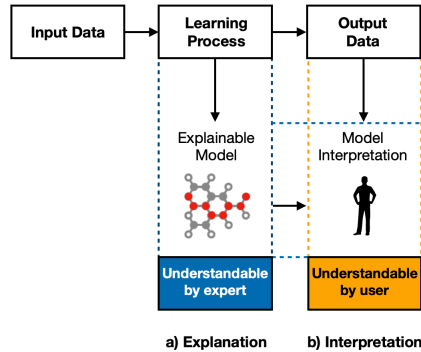 Input Data
Learning
Process
Output
Data
Explainable
Model
Model
Interpretation
Understandable
by expert
Understandable
by user
a) Explanation
b) Interpretation